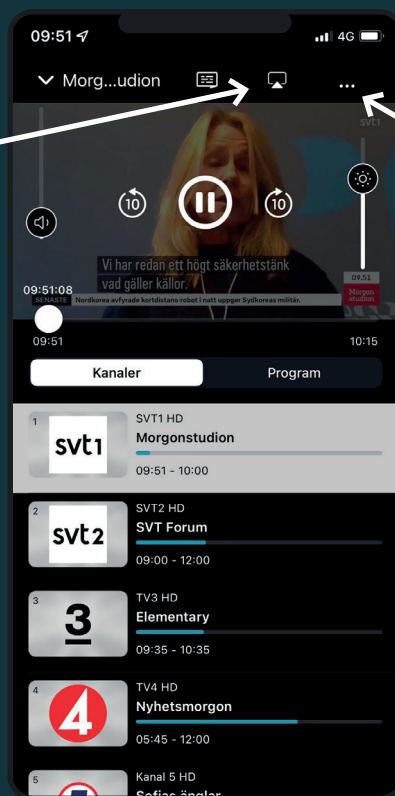 09:51
4G
Morg...udion
...
svt1
10
10
Vi har redan ett högt säkerhetstänk
vad gäller källor.
09.51
Morgon
studion
09:51:08
SENASTE Nordkorea avfyrade kortdistans-robot i natt uppger Sydkoreas militär.
09:51
10:15
Kanaler
Program
1
svt1
SVT1 HD
Morgonstudion
09:51 - 10:00
2
svt2
SVT2 HD
SVT Forum
09:00 - 12:00
3
3
TV3 HD
Elementary
09:35 - 10:35
4
4
TV4 HD
Nyhetsmorgon
05:45 - 12:00
5
Kanal 5 HD
Sofias änglar